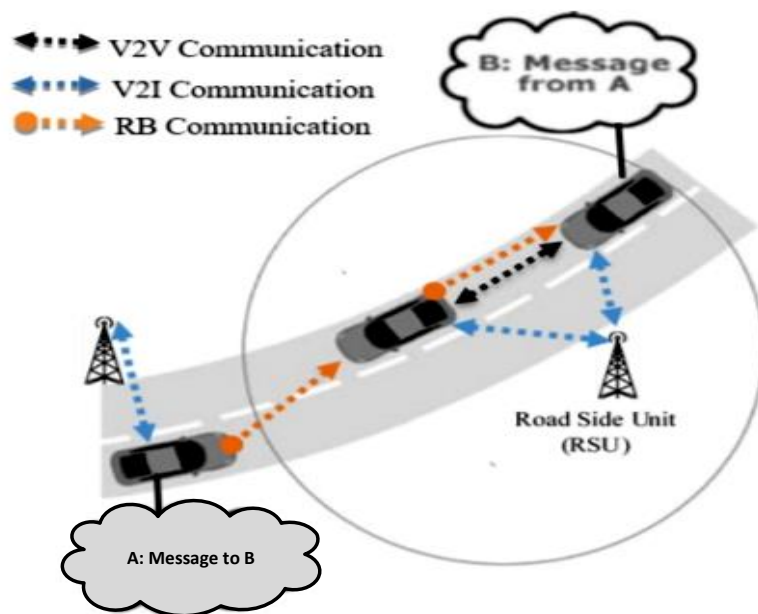 V2V Communication
V2I Communication
RB Communication
B: Message
from A
Road Side Unit
(RSU)
A: Message to B